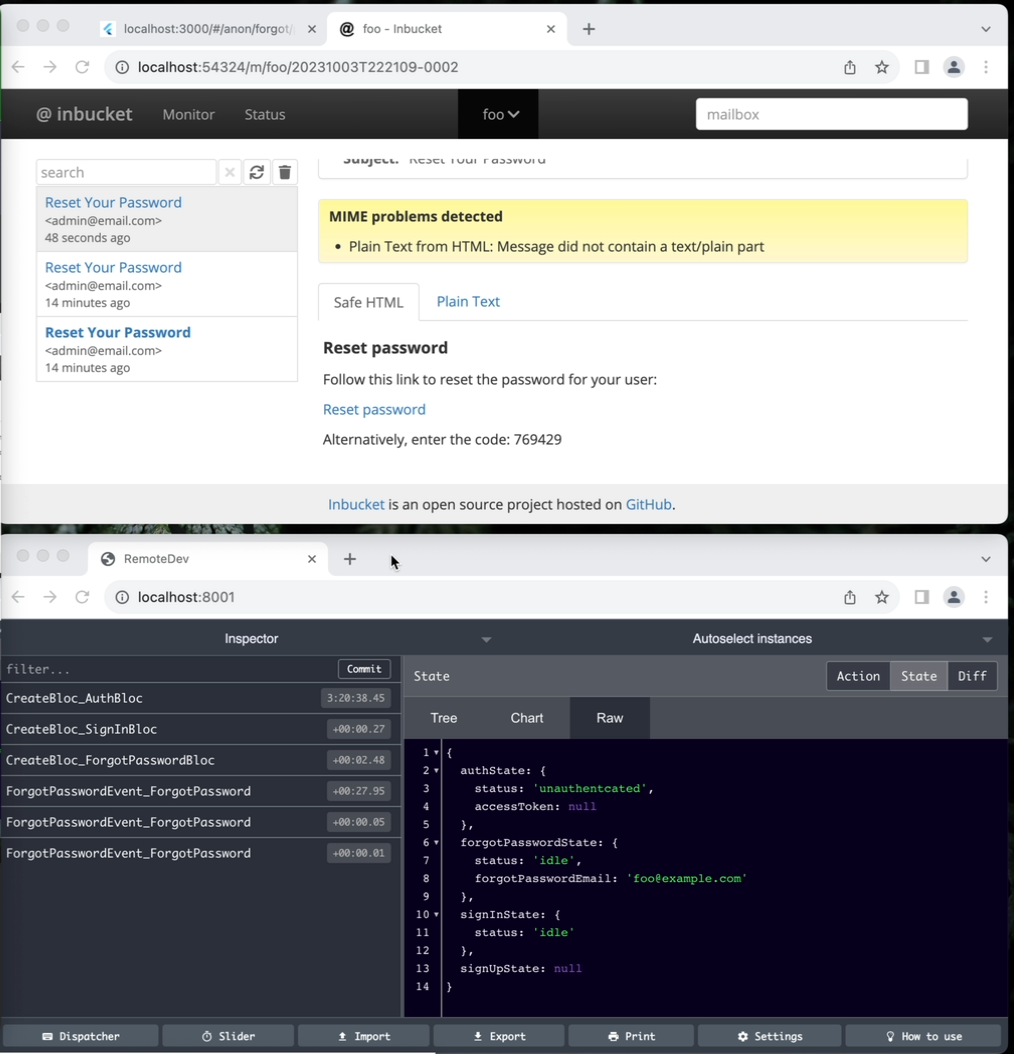 localhost:3000/#/anon/forgot/
foo - Inbucket
localhost:54324/m/foo/20231003T222109-0002
@ inbucket Monitor Status foo mailbox
search
Subject: Reset Your Password
Reset Your Password
<admin@email.com>
48 seconds ago
Reset Your Password
<admin@email.com>
14 minutes ago
Reset Your Password
<admin@email.com>
14 minutes ago
MIME problems detected
• Plain Text from HTML: Message did not contain a text/plain part
Safe HTML Plain Text
Reset password
Follow this link to reset the password for your user:
Reset password
Alternatively, enter the code: 769429
Inbucket is an open source project hosted on GitHub.
RemoteDev
localhost:8001
Inspector Autoselect instances
filter... Commit
CreateBloc_AuthBloc 3:20:38.45
CreateBloc_SignInBloc +00:00.27
CreateBloc_ForgotPasswordBloc +00:02.48
ForgotPasswordEvent_ForgotPassword +00:27.95
ForgotPasswordEvent_ForgotPassword +00:00.05
ForgotPasswordEvent_ForgotPassword +00:00.01
State Action State Diff
Tree Chart Raw
1 {
2 authState: {
3 status: 'unauthentcated',
4 accessToken: null
5 },
6 forgotPasswordState: {
7 status: 'idle',
8 forgotPasswordEmail: 'foo@example.com'
9 },
10 signInState: {
11 status: 'idle'
12 },
13 signUpState: null
14 }
Dispatcher Slider Import Export Print Settings How to use